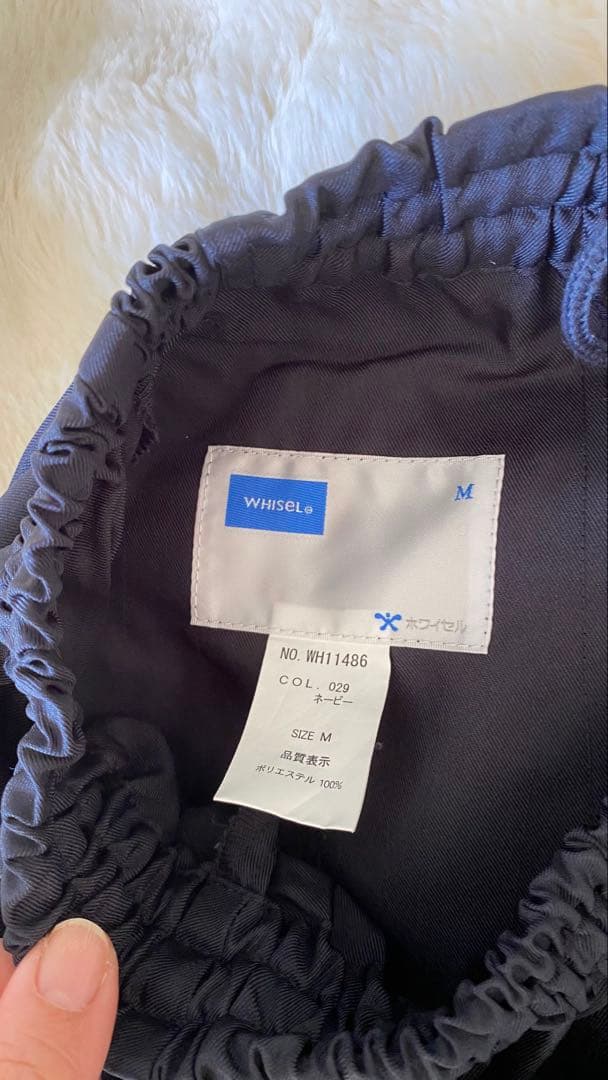 WHISeL
M
ホワイセル
NO. WH11486
COL. 029
ネービー
SIZE M
品質表示
ポリエステル 100%